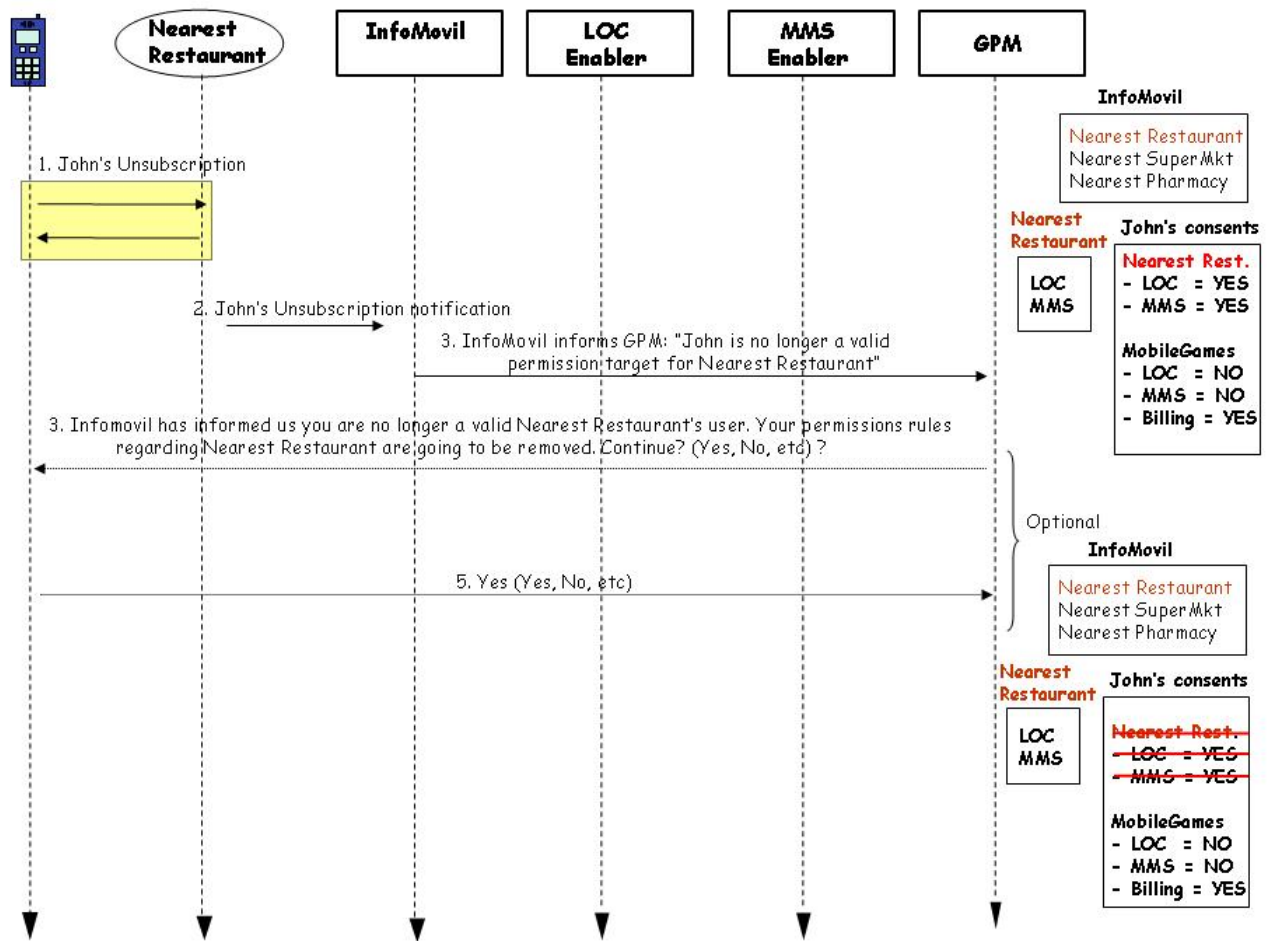 Nearest
Restaurant
InfoMovil
LOC
Enabler
MMS
Enabler
GPM
InfoMovil
Nearest Restaurant
Nearest SuperMkt
Nearest Pharmacy
1. John's Unsubscription
Nearest
Restaurant
LOC
MMS
John's consents
Nearest Rest.
- LOC = YES
- MMS = YES
MobileGames
- LOC = NO
- MMS = NO
- Billing = YES
2. John's Unsubscription notification
3. InfoMovil informs GPM: "John is no longer a valid
permission target for Nearest Restaurant"
3. Infomovil has informed us you are no longer a valid Nearest Restaurant's user. Your permissions rules
regarding Nearest Restaurant are going to be removed. Continue? (Yes, No, etc) ?
Optional
InfoMovil
Nearest Restaurant
Nearest SuperMkt
Nearest Pharmacy
5. Yes (Yes, No, etc)
Nearest
Restaurant
LOC
MMS
John's consents
Nearest Rest.
- LOC = YES
- MMS = YES
MobileGames
- LOC = NO
- MMS = NO
- Billing = YES